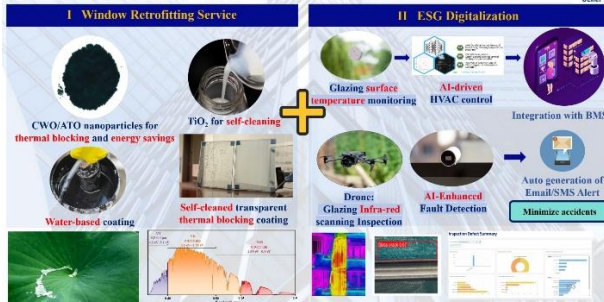 I Window Retrofitting Service
CWO/ATO nanoparticles for
thermal blocking and energy savings
TiO₂ for self-cleaning
Water-based coating
Self-cleaned transparent
thermal blocking coating
+
II ESG Digitalization
Glazing surface
temperature monitoring
AI-driven
HVAC control
Integration with BMS
Drone:
Glazing Infra-red
scanning Inspection
AI-Enhanced
Fault Detection
Auto generation of
Email/SMS Alert
Minimize accidents
Inspection Defect Summary